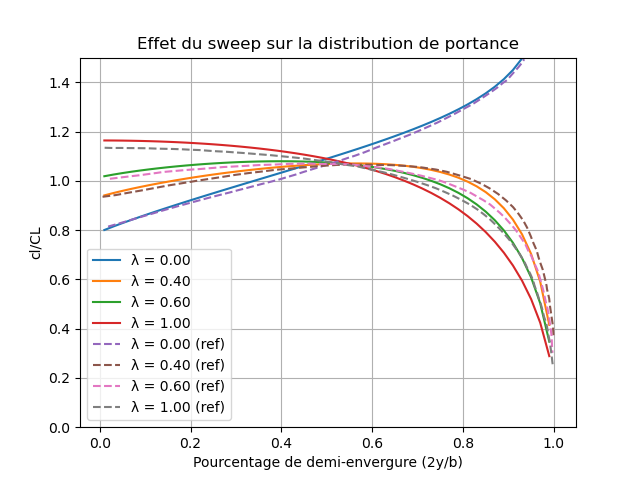 Effet du sweep sur la distribution de portance
cl/CL
1.4
1.2
1.0
0.8
0.6
0.4
0.2
0.0
λ = 0.00
λ = 0.40
λ = 0.60
λ = 1.00
λ = 0.00 (ref)
λ = 0.40 (ref)
λ = 0.60 (ref)
λ = 1.00 (ref)
0.0 0.2 0.4 0.6 0.8 1.0
Pourcentage de demi-envergure (2y/b)